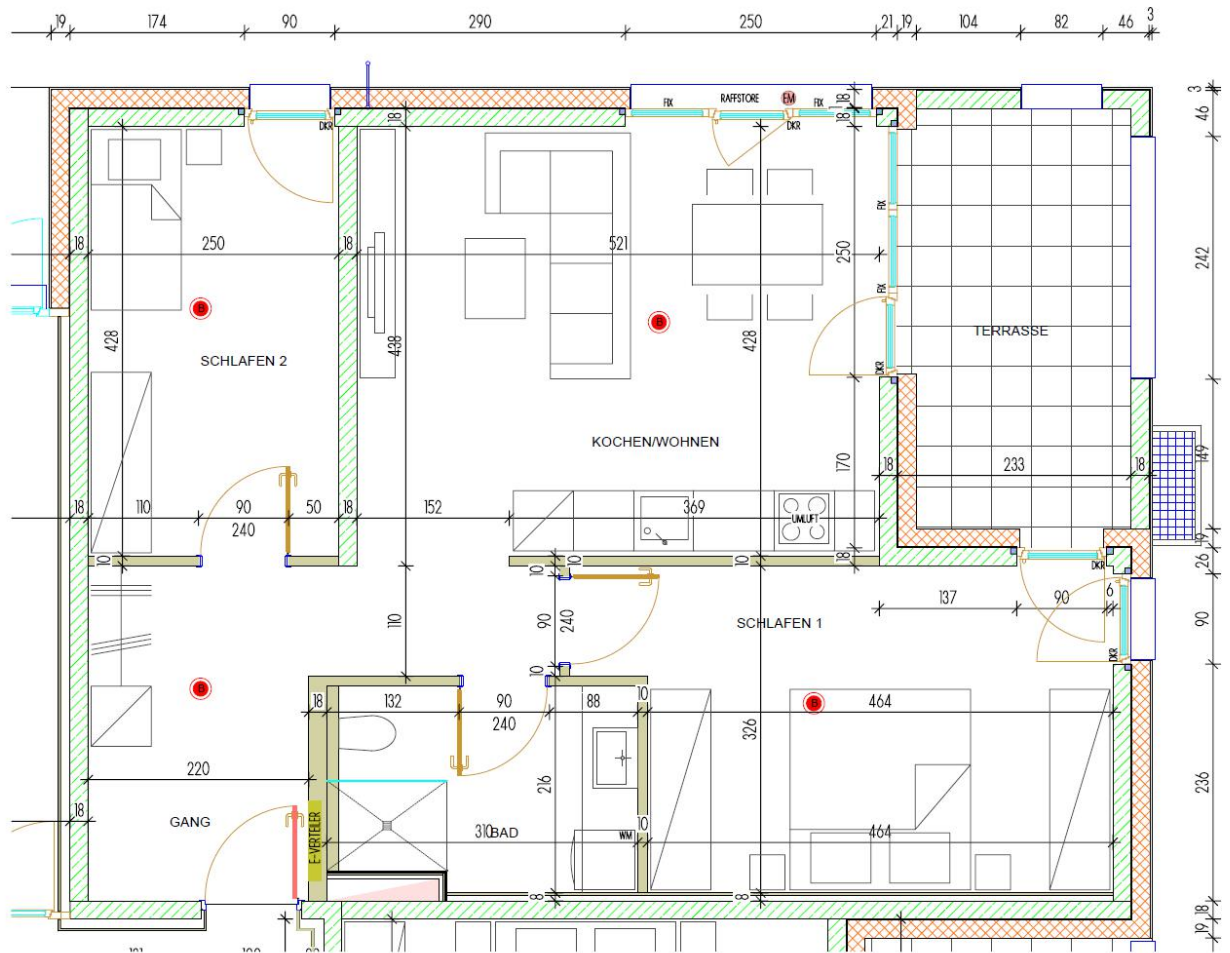 19 174 90 290 250 21 19 104 82 46 3
FIX RAFFSTORE EM FIX
DKR DKR
18 18 18
3 46
FIX
18 250 18 521 250 242
FIX
B B
428 438 428
TERRASSE
SCHLAFEN 2
DKR
KOCHEN/WOHNEN
170 149
18 233 18
18 110 90 50 18 152 369
240
UMLUFT
10 10 10 10 18 19
26
DKR
90 240
110
SCHLAFEN 1
137 90 6
90
DKR
10
B B
18 132 90 88 10 464
240
326
220 216 236
18
GANG
E-VERTEILER
310 BAD
WM
10
464
8 8
18
19